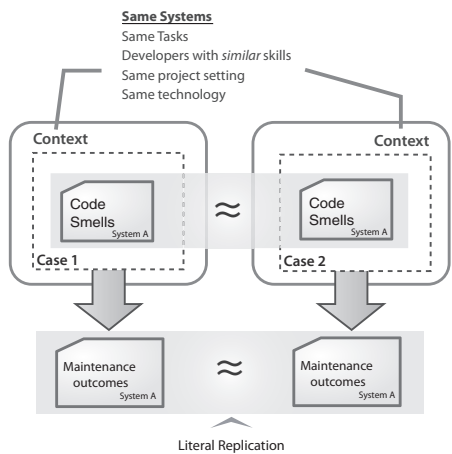 Same Systems
Same Tasks
Developers with similar skills
Same project setting
Same technology
Context
Context
Code
Smells
System A
≈
Code
Smells
System A
Case 1
Case 2
Maintenance
outcomes
System A
≈
Maintenance
outcomes
System A
Literal Replication